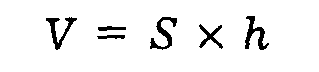 V = S × h